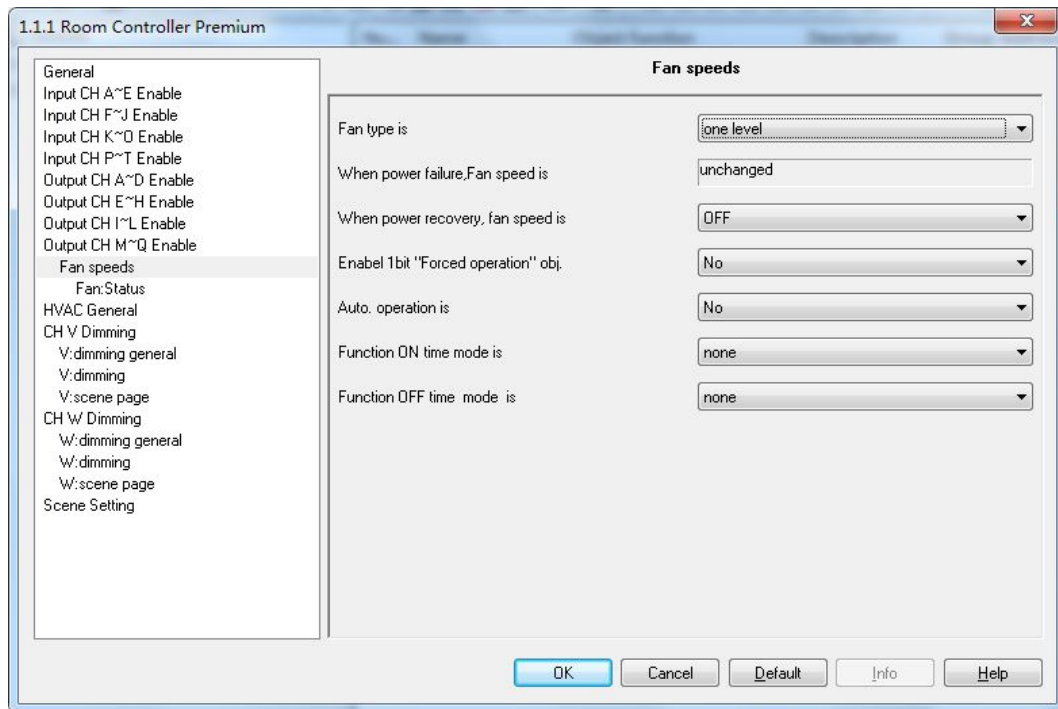 1.1.1 Room Controller Premium
General
Input CH A~E Enable
Input CH F~J Enable
Input CH K~O Enable
Input CH P~T Enable
Output CH A~D Enable
Output CH E~H Enable
Output CH I~L Enable
Output CH M~Q Enable
Fan speeds
Fan:Status
HVAC General
CH V Dimming
V:dimming general
V:dimming
V:scene page
CH W Dimming
W:dimming general
W:dimming
W:scene page
Scene Setting
Fan speeds
Fan type is one level
When power failure,Fan speed is unchanged
When power recovery, fan speed is OFF
Enabel 1bit "Forced operation" obj. No
Auto. operation is No
Function ON time mode is none
Function OFF time  mode  is none
OK Cancel Default Info Help